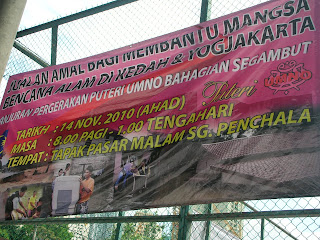 JUALAN AMAL BAGI MEMBANTU MANGSA
BENCANA ALAM DI KEDAH & YOGJAKARTA
ANJURAN PERGERAKAN PUTERI UMNO BAHAGIAN SEGAMBUT
TARIKH : 14 NOV. 2010 (AHAD)
MASA : 8.00 PAGI - 1.00 TENGAHARI
TEMPAT : TAPAK PASAR MALAM SG. PENCHALA
Puteri